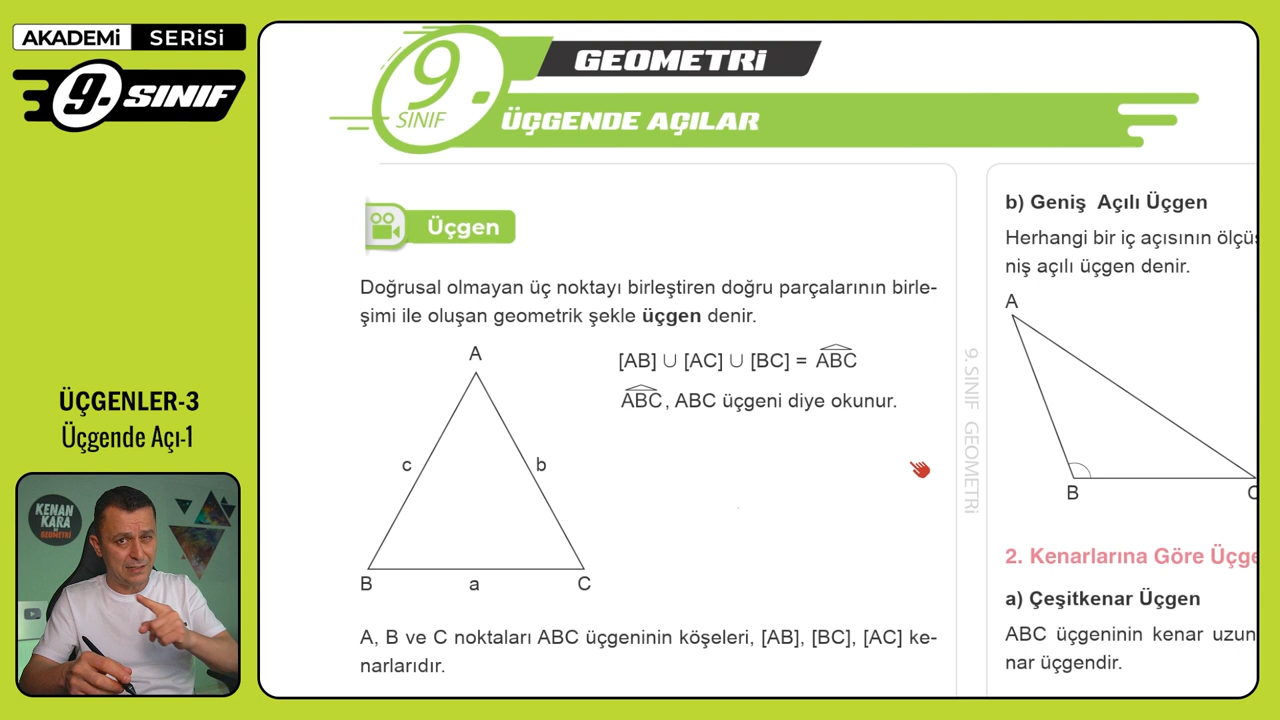 AKADEMi SERiSi
9. SINIF
ÜÇGENLER-3
Üçgende Açı-1
KENAN
KARA
GEOMETRİ
9.
SINIF
GEOMETRi
ÜÇGENDE AÇILAR
Üçgen
Doğrusal olmayan üç noktayı birleştiren doğru parçalarının birle-
şimi ile oluşan geometrik şekle üçgen denir.
A
[AB] ∪ [AC] ∪ [BC] = ABC
ABC, ABC üçgeni diye okunur.
c
b
B
a
C
A, B ve C noktaları ABC üçgeninin köşeleri, [AB], [BC], [AC] ke-
narlarıdır.
9. SINIF GEOMETRi
b) Geniş Açılı Üçgen
Herhangi bir iç açısının ölçüs
niş açılı üçgen denir.
A
B
C
2. Kenarlarına Göre Üçge
a) Çeşitkenar Üçgen
ABC üçgeninin kenar uzun
nar üçgendir.